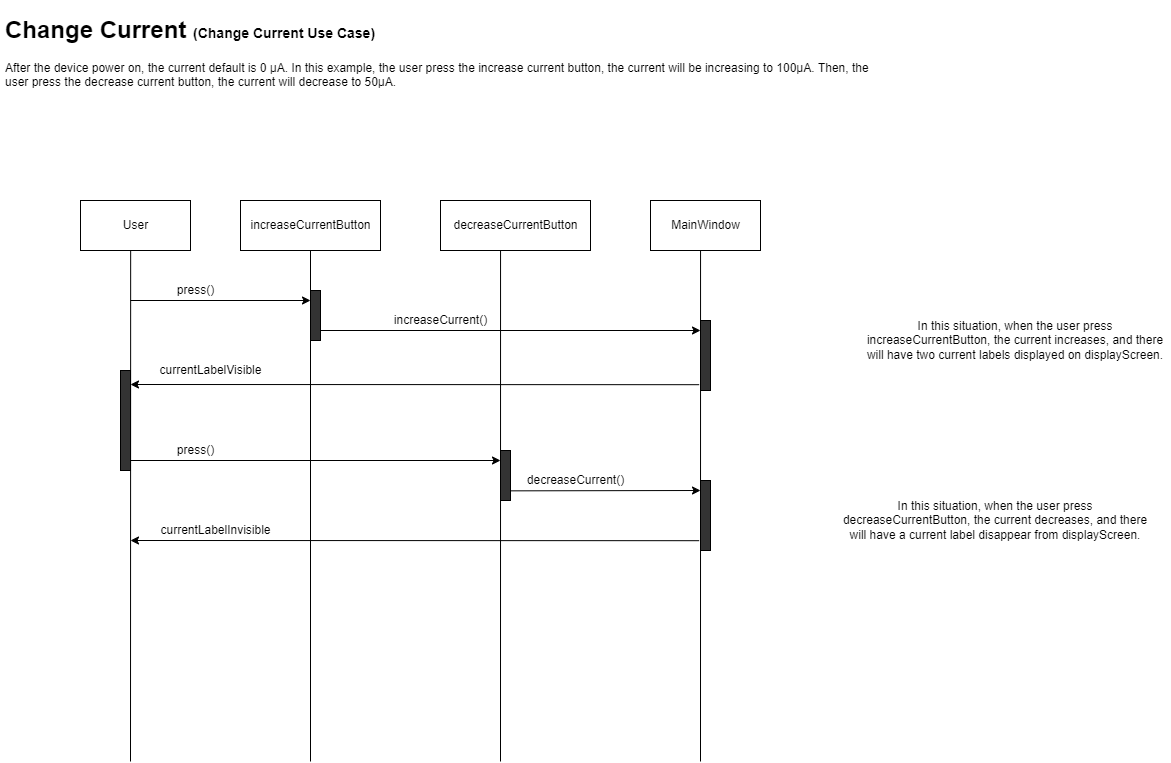 Change Current (Change Current Use Case)
After the device power on, the current default is 0 μA. In this example, the user press the increase current button, the current will be increasing to 100μA. Then, the
user press the decrease current button, the current will decrease to 50μA.
User
increaseCurrentButton
decreaseCurrentButton
MainWindow
press()
increaseCurrent()
In this situation, when the user press
increaseCurrentButton, the current increases, and there
will have two current labels displayed on displayScreen.
currentLabelVisible
press()
decreaseCurrent()
In this situation, when the user press
decreaseCurrentButton, the current decreases, and there
will have a current label disappear from displayScreen.
currentLabelInvisible